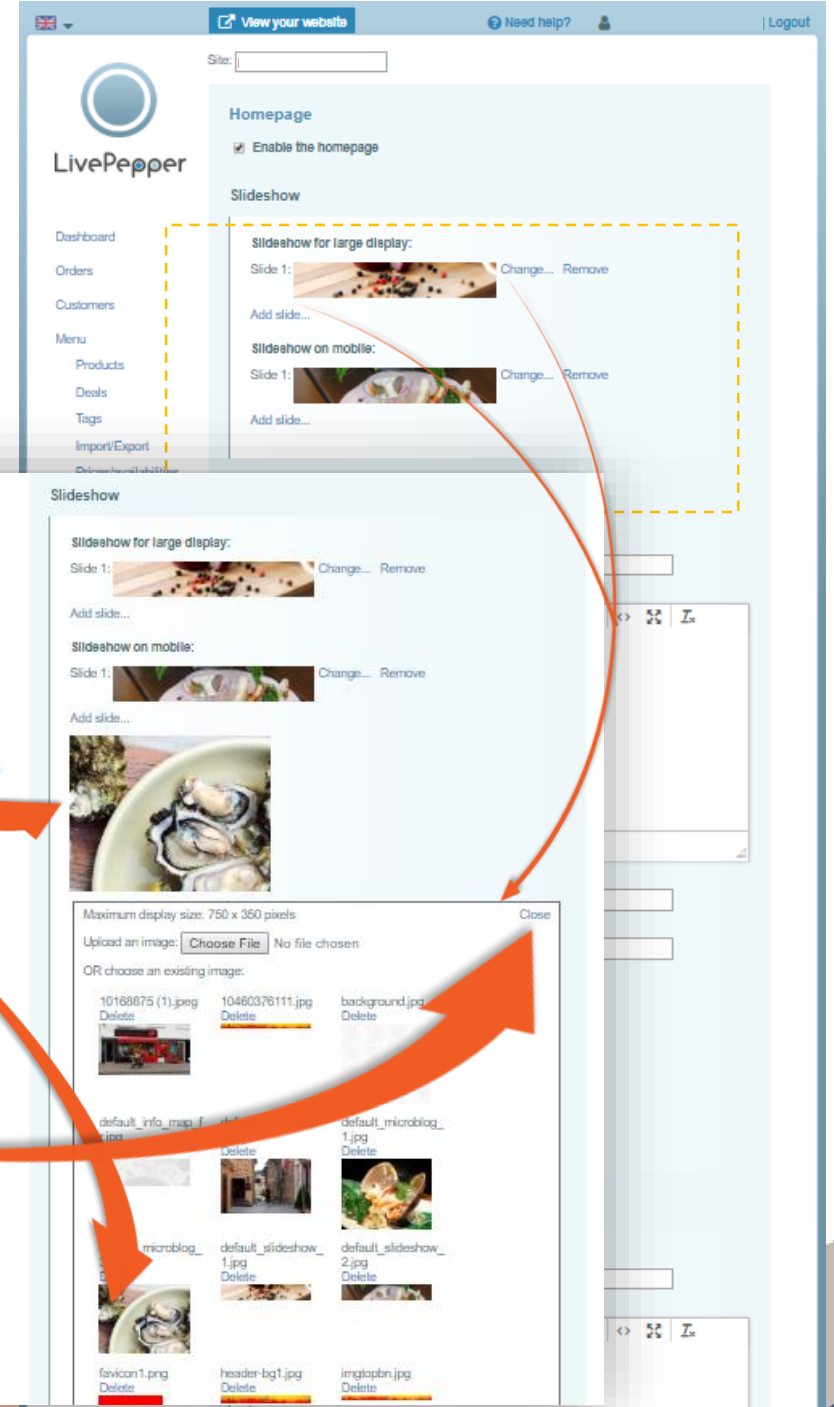 View your website
Need help?
| Logout
Site:
LivePepper
Homepage
Enable the homepage
Slideshow
Dashboard
Orders
Customers
Menu
Products
Deals
Tags
Import/Export
Prices/availabilities
Slideshow for large display:
Slide 1: Change... Remove
Add slide...
Slideshow on mobile:
Slide 1: Change... Remove
Add slide...
Slideshow
Slideshow for large display:
Slide 1: Change... Remove
Add slide...
Slideshow on mobile:
Slide 1: Change... Remove
Add slide...
Maximum display size: 750 x 350 pixels Close
Upload an image: Choose File No file chosen
OR choose an existing image:
10168875 (1).jpeg 10460376111.jpg background.jpg
Delete Delete Delete
default_info_map_f default_microblog_
.jpg 1.jpg
Delete Delete
microblog_ default_slideshow_ default_slideshow_
1.jpg 2.jpg
Delete Delete
favicon1.png header-bg1.jpg imgtopbn.jpg
Delete Delete Delete